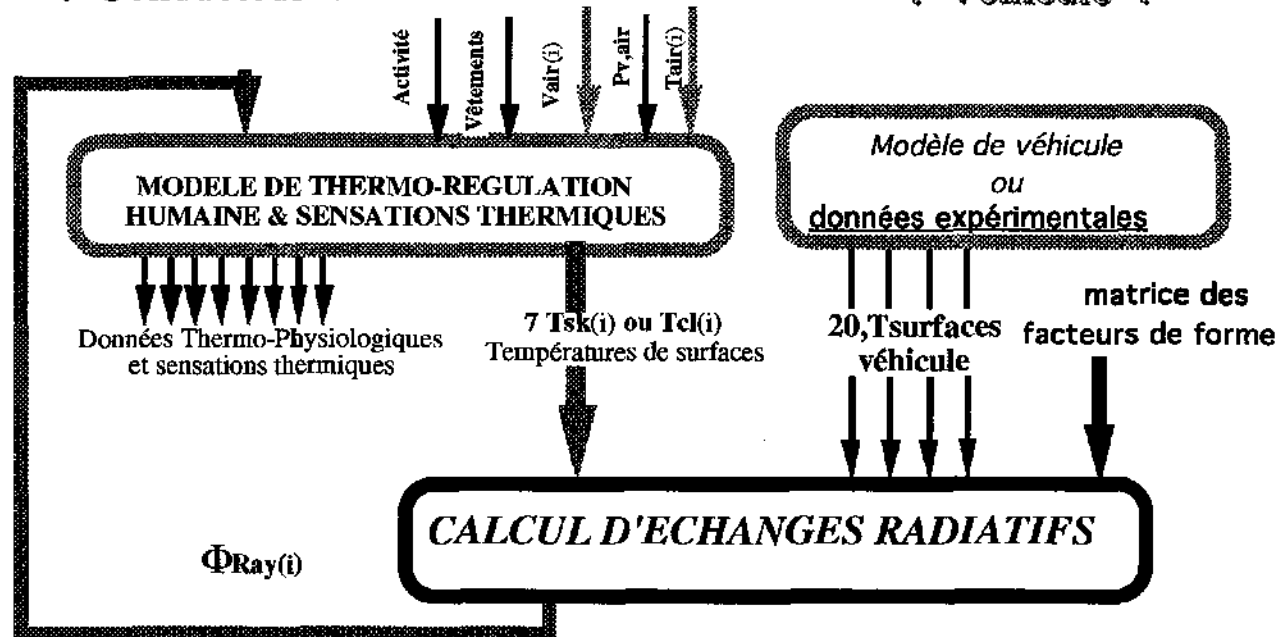 Activité
Vêtements
Vair(i)
Pv,air
Tair(i)
MODELE DE THERMO-REGULATION
HUMAINE & SENSATIONS THERMIQUES
Modèle de véhicule
ou
données expérimentales
Données Thermo-Physiologiques
et sensations thermiques
7 Tsk(i) ou Tcl(i)
Températures de surfaces
20,Tsurfaces
véhicule
matrice des
facteurs de forme
CALCUL D'ECHANGES RADIATIFS
ΦRay(i)